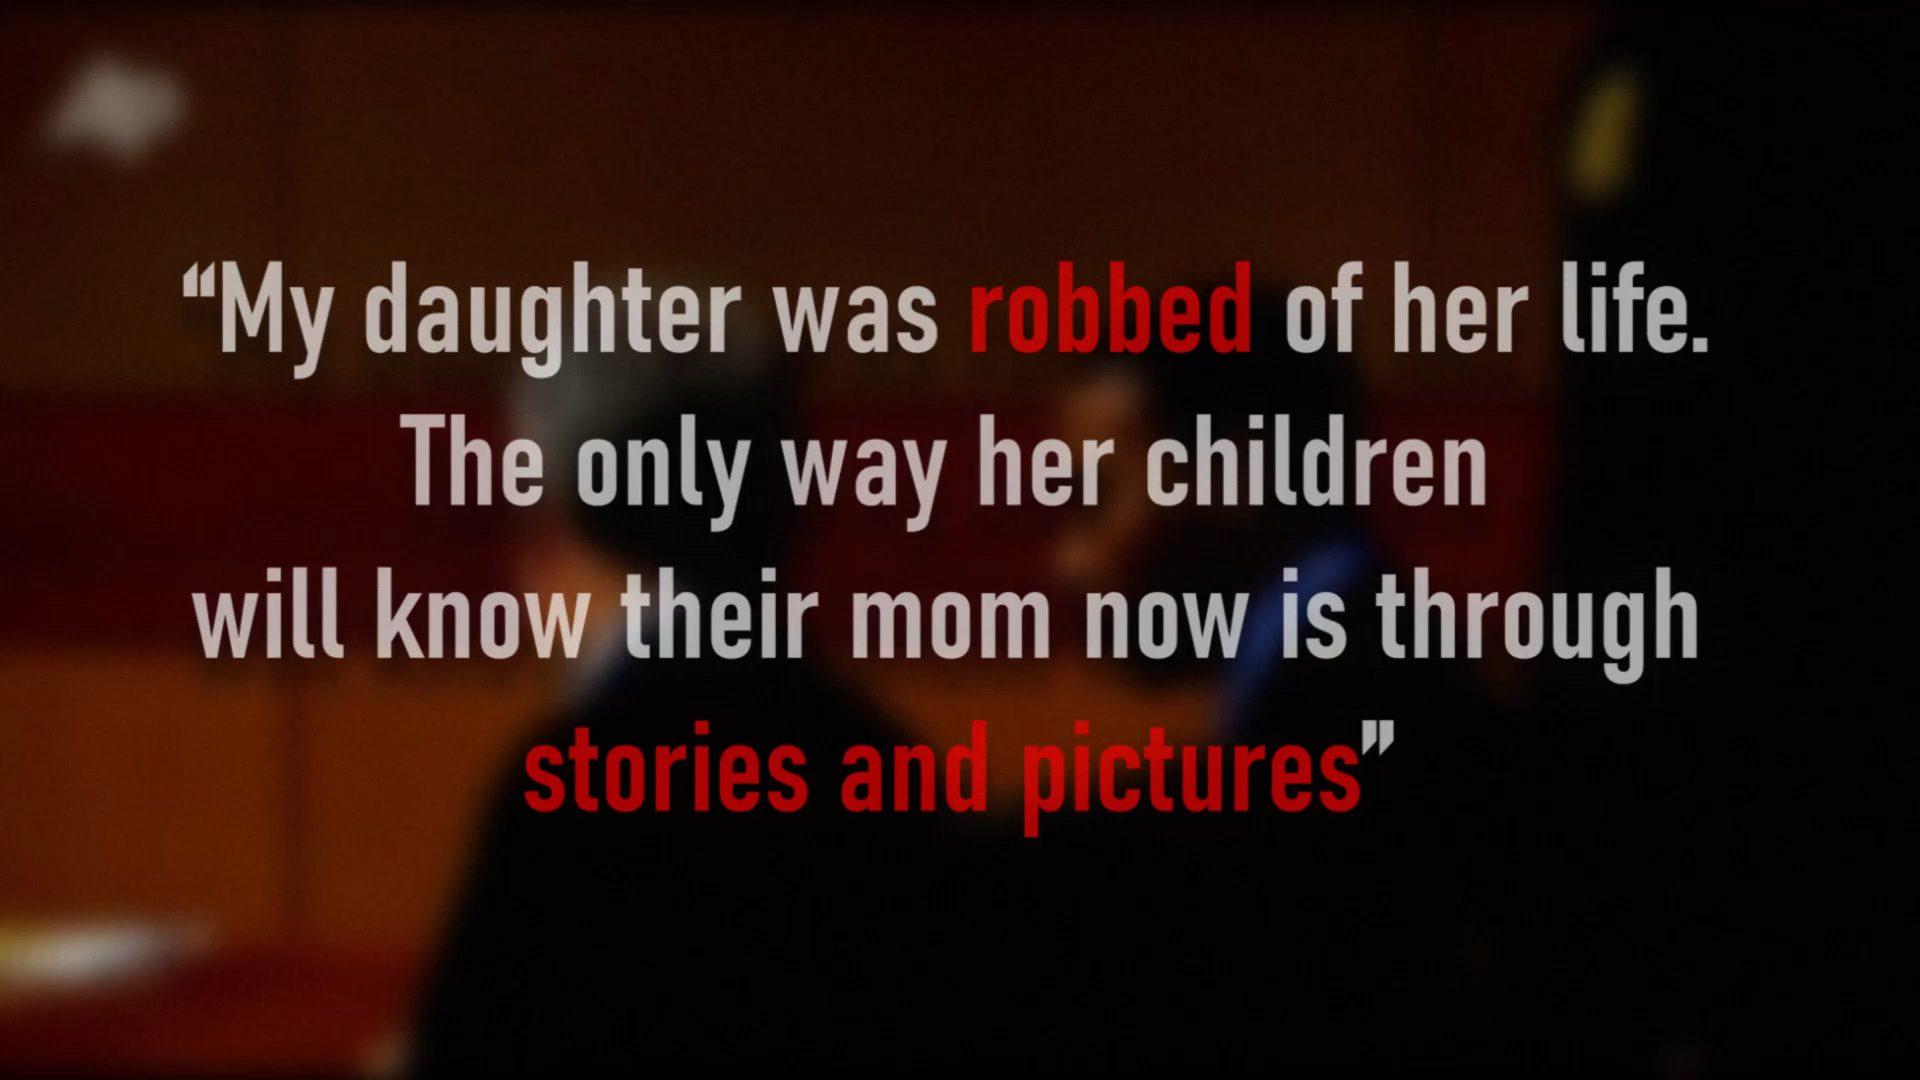 “My daughter was robbed of her life.
The only way her children
will know their mom now is through
stories and pictures”